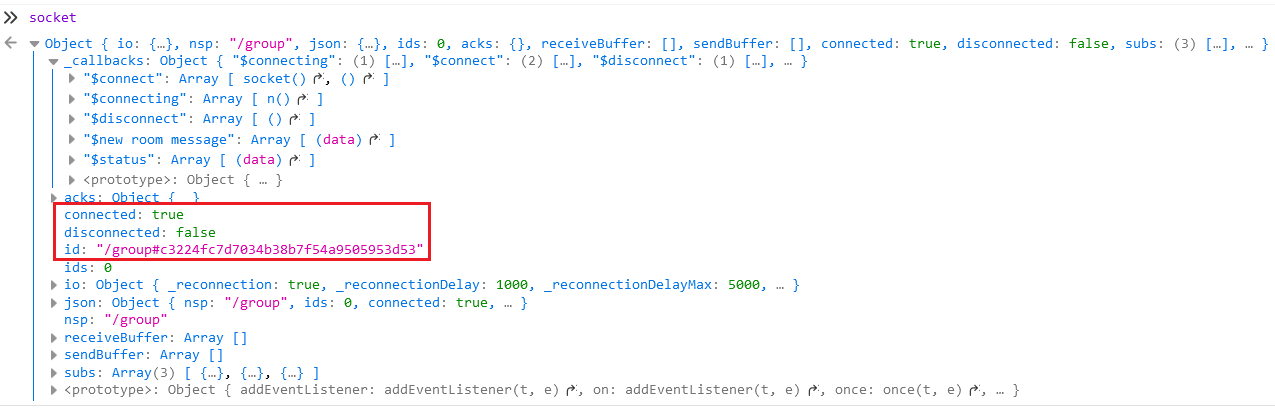 socket
Object { io: {…}, nsp: "/group", json: {…}, ids: 0, acks: {}, receiveBuffer: [], sendBuffer: [], connected: true, disconnected: false, subs: (3) […], … }
_callbacks: Object { "$connecting": (1) […], "$connect": (2) […], "$disconnect": (1) […], … }
"$connect": Array [ socket(), () ]
"$connecting": Array [ n() ]
"$disconnect": Array [ () ]
"$new room message": Array [ (data) ]
"$status": Array [ (data) ]
<prototype>: Object { … }
acks: Object { }
connected: true
disconnected: false
id: "/group#c3224fc7d7034b38b7f54a9505953d53"
ids: 0
io: Object { _reconnection: true, _reconnectionDelay: 1000, _reconnectionDelayMax: 5000, … }
json: Object { nsp: "/group", ids: 0, connected: true, … }
nsp: "/group"
receiveBuffer: Array []
sendBuffer: Array []
subs: Array(3) [ {…}, {…}, {…} ]
<prototype>: Object { addEventListener: addEventListener(t, e), on: addEventListener(t, e), once: once(t, e), … }